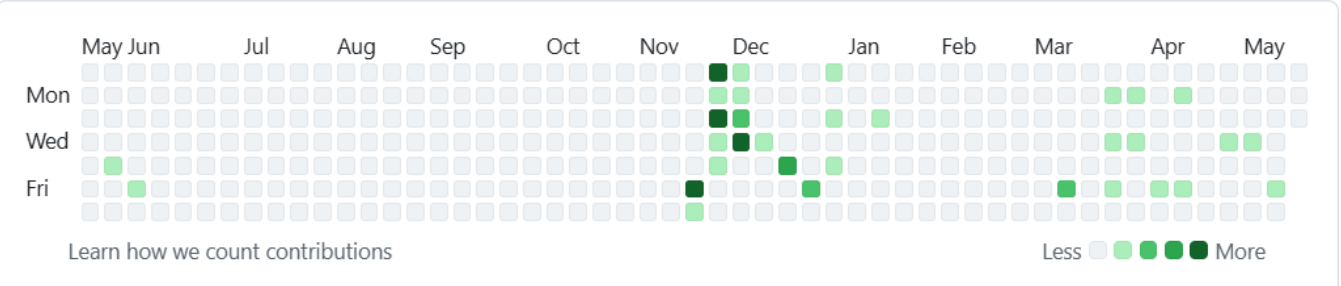 May Jun Jul Aug Sep Oct Nov Dec Jan Feb Mar Apr May
Mon
Wed
Fri
Learn how we count contributions Less More